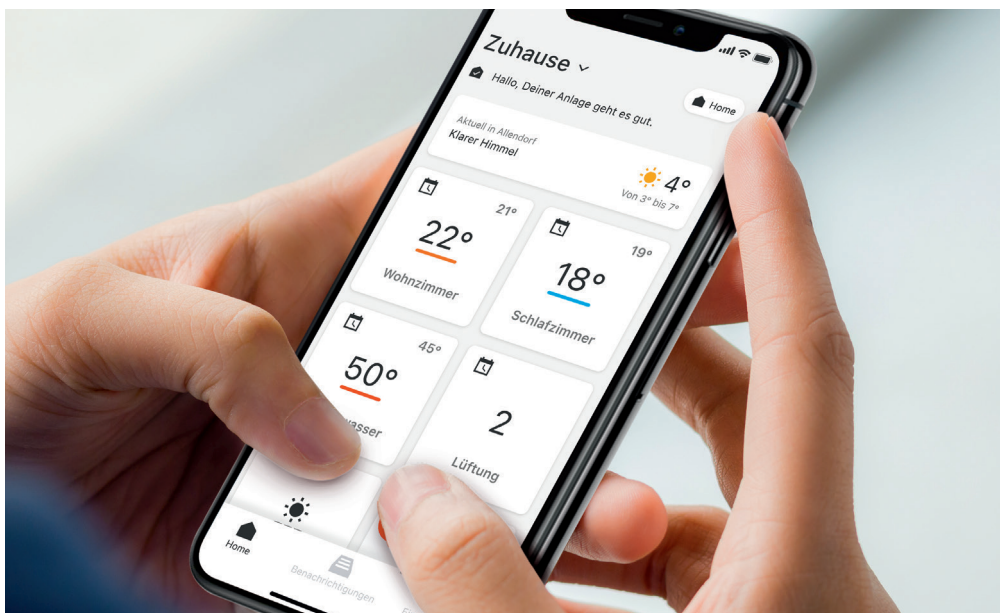 Zuhause
Hallo, Deiner Anlage geht es gut.
Home
Aktuell in Allendorf
Klarer Himmel
4°
Von 3° bis 7°
21°
22°
Wohnzimmer
19°
18°
Schlafzimmer
45°
50°
wasser
2
Lüftung
Home
Benachrichtigungen